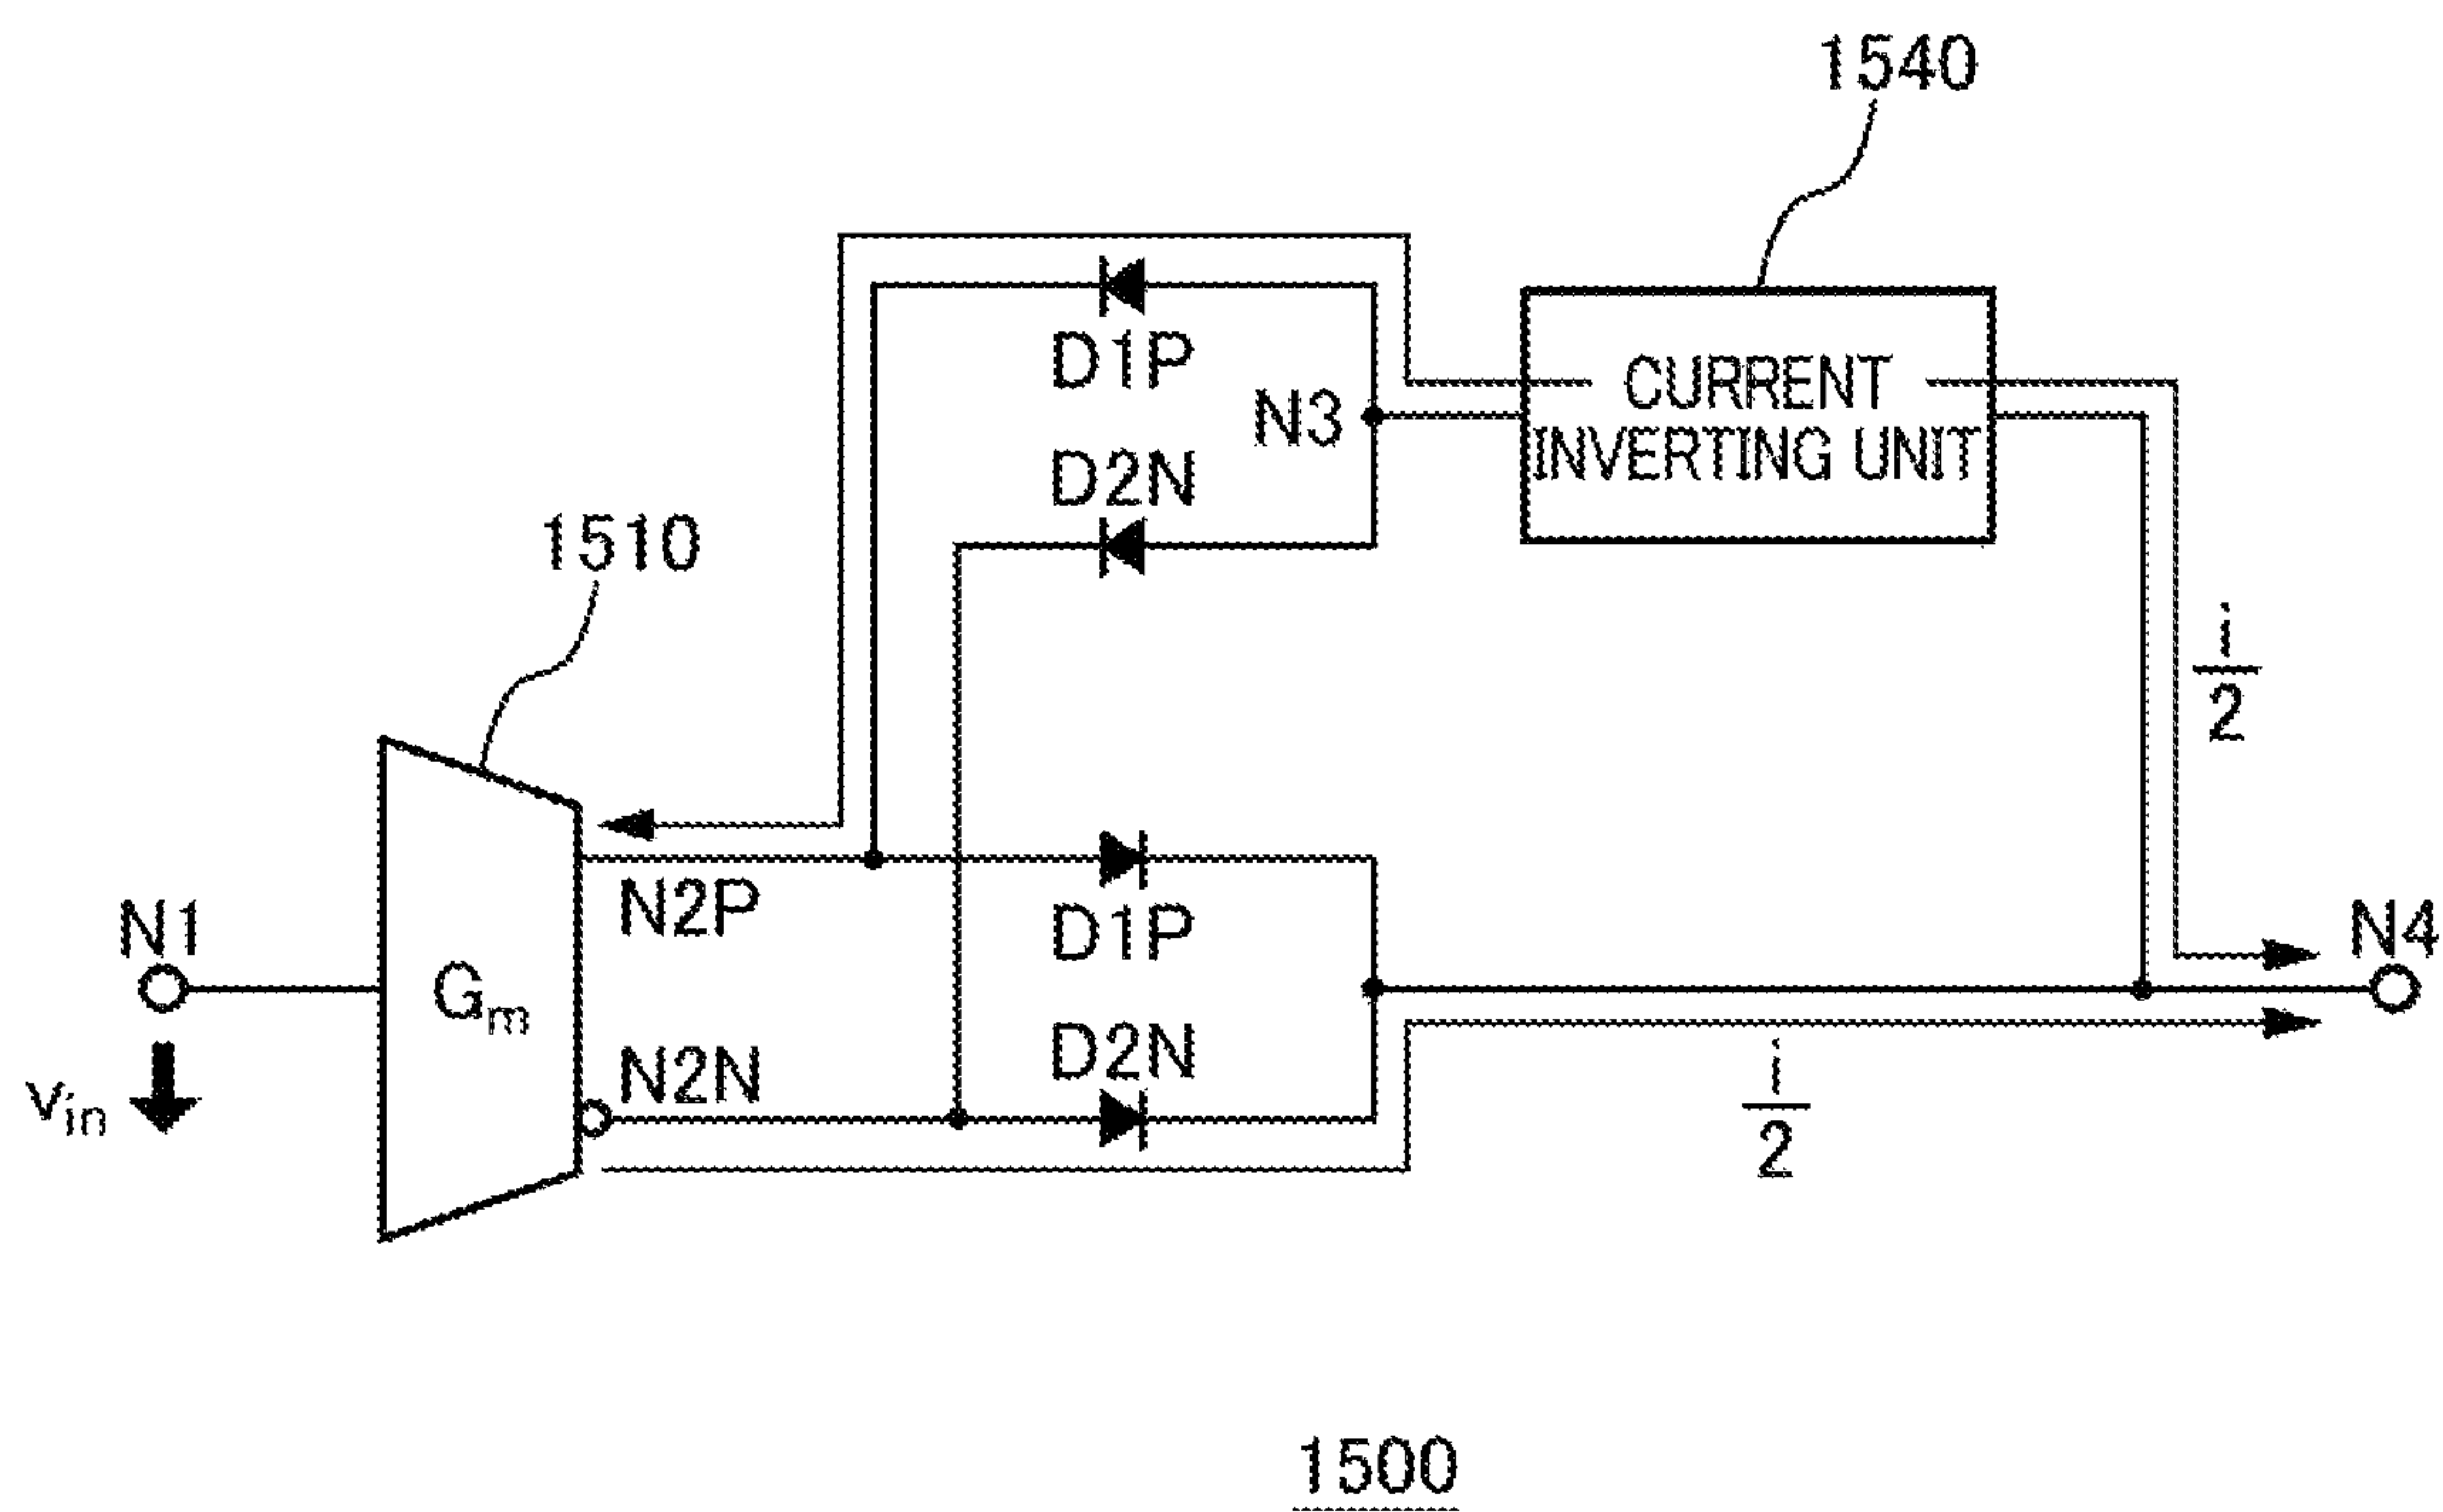 1540
D1P
N3
CURRENT
INVERTING UNIT
D2N
1510
i
2
N2P
N1
D1P
N4
Gm
D2N
N2N
vin
i
2
1500